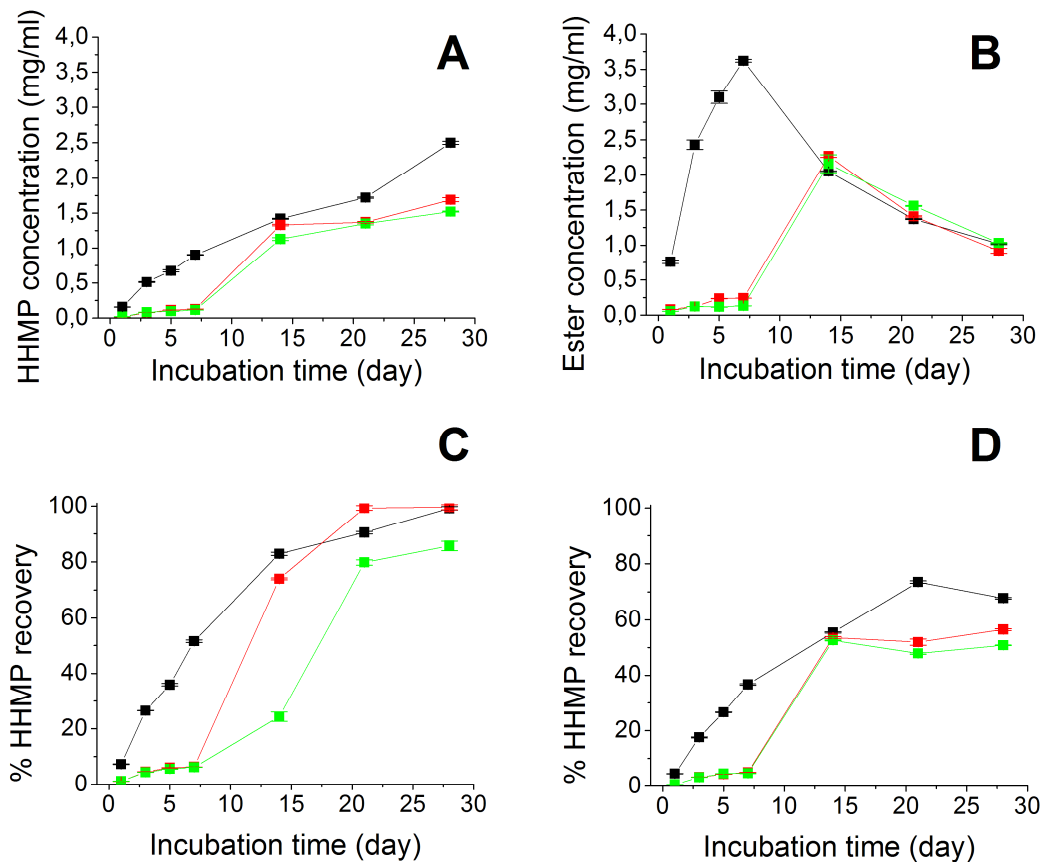 A
HHMP concentration (mg/ml)
4,0
3,5
3,0
2,5
2,0
1,5
1,0
0,5
0,0
0 5 10 15 20 25 30
Incubation time (day)
B
Ester concentration (mg/ml)
4,0
3,5
3,0
2,5
2,0
1,5
1,0
0,5
0,0
0 5 10 15 20 25 30
Incubation time (day)
C
% HHMP recovery
100
80
60
40
20
0
0 5 10 15 20 25 30
Incubation time (day)
D
% HHMP recovery
100
80
60
40
20
0
0 5 10 15 20 25 30
Incubation time (day)